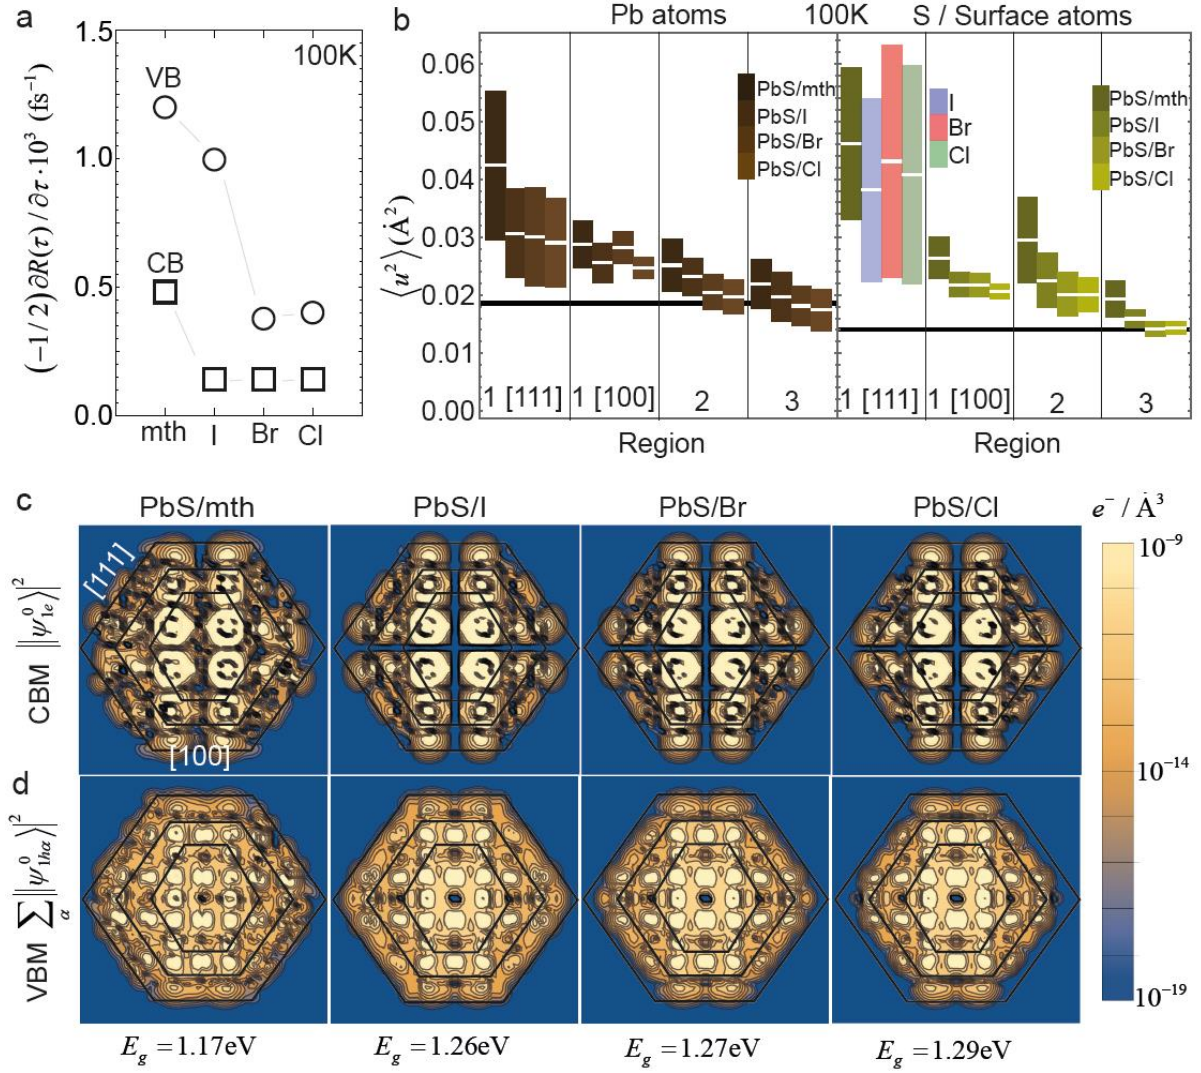 a
(−1/2)∂R(τ)/∂τ·10³ (fs⁻¹)
1.5
1.0
0.5
0.0
100K
VB
CB
mth I Br Cl
b
Pb atoms 100K S / Surface atoms
⟨u²⟩(Å²)
0.06
0.05
0.04
0.03
0.02
0.01
0.00
PbS/mth
PbS/I
PbS/Br
PbS/Cl
I
Br
Cl
PbS/mth
PbS/I
PbS/Br
PbS/Cl
1 [111] 1 [100] 2 3 1 [111] 1 [100] 2 3
Region Region
c
PbS/mth PbS/I PbS/Br PbS/Cl
e⁻ / Å³
CBM ||ψ⁰₁ₑ⟩|²
[111]
[100]
10⁻⁹
10⁻¹⁴
10⁻¹⁹
d
VBM ∑α ||ψ⁰₁ₕα⟩|²
E_g = 1.17eV E_g = 1.26eV E_g = 1.27eV E_g = 1.29eV